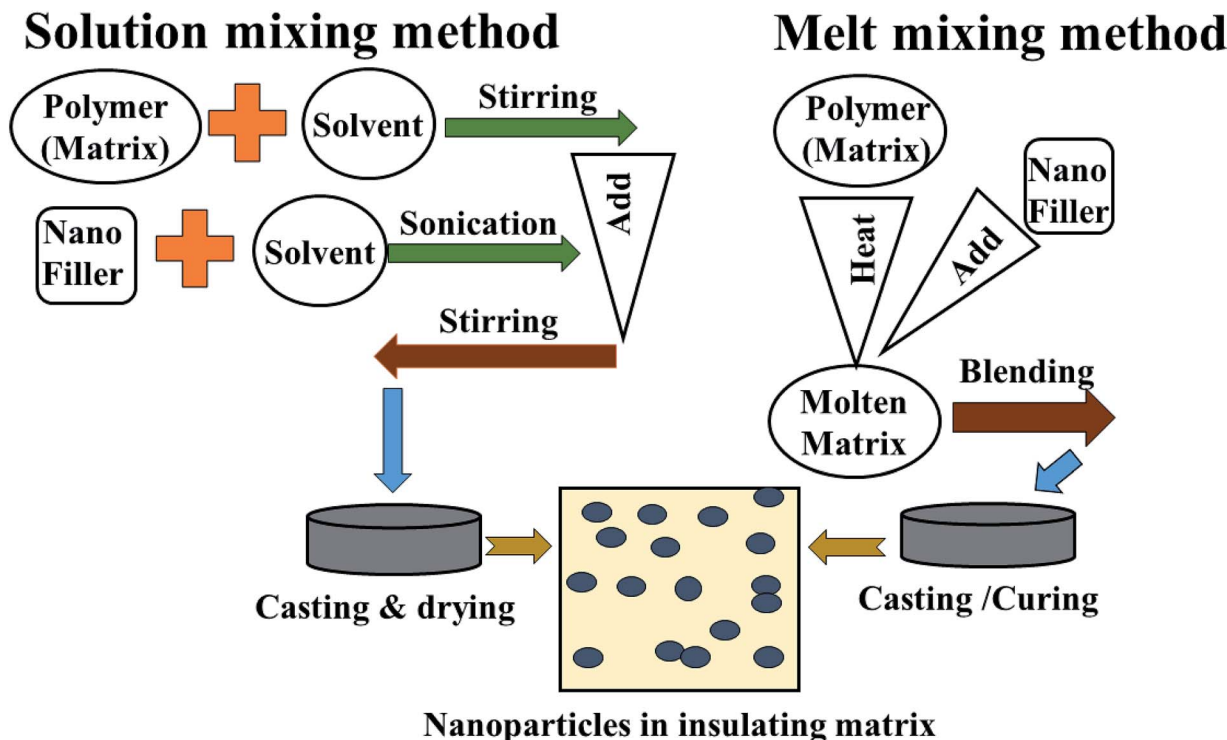 Solution mixing method
Polymer
(Matrix)
Solvent
Stirring
Nano
Filler
Solvent
Sonication
Add
Stirring
Casting & drying
Melt mixing method
Polymer
(Matrix)
Heat
Nano
Filler
Add
Molten
Matrix
Blending
Casting /Curing
Nanoparticles in insulating matrix